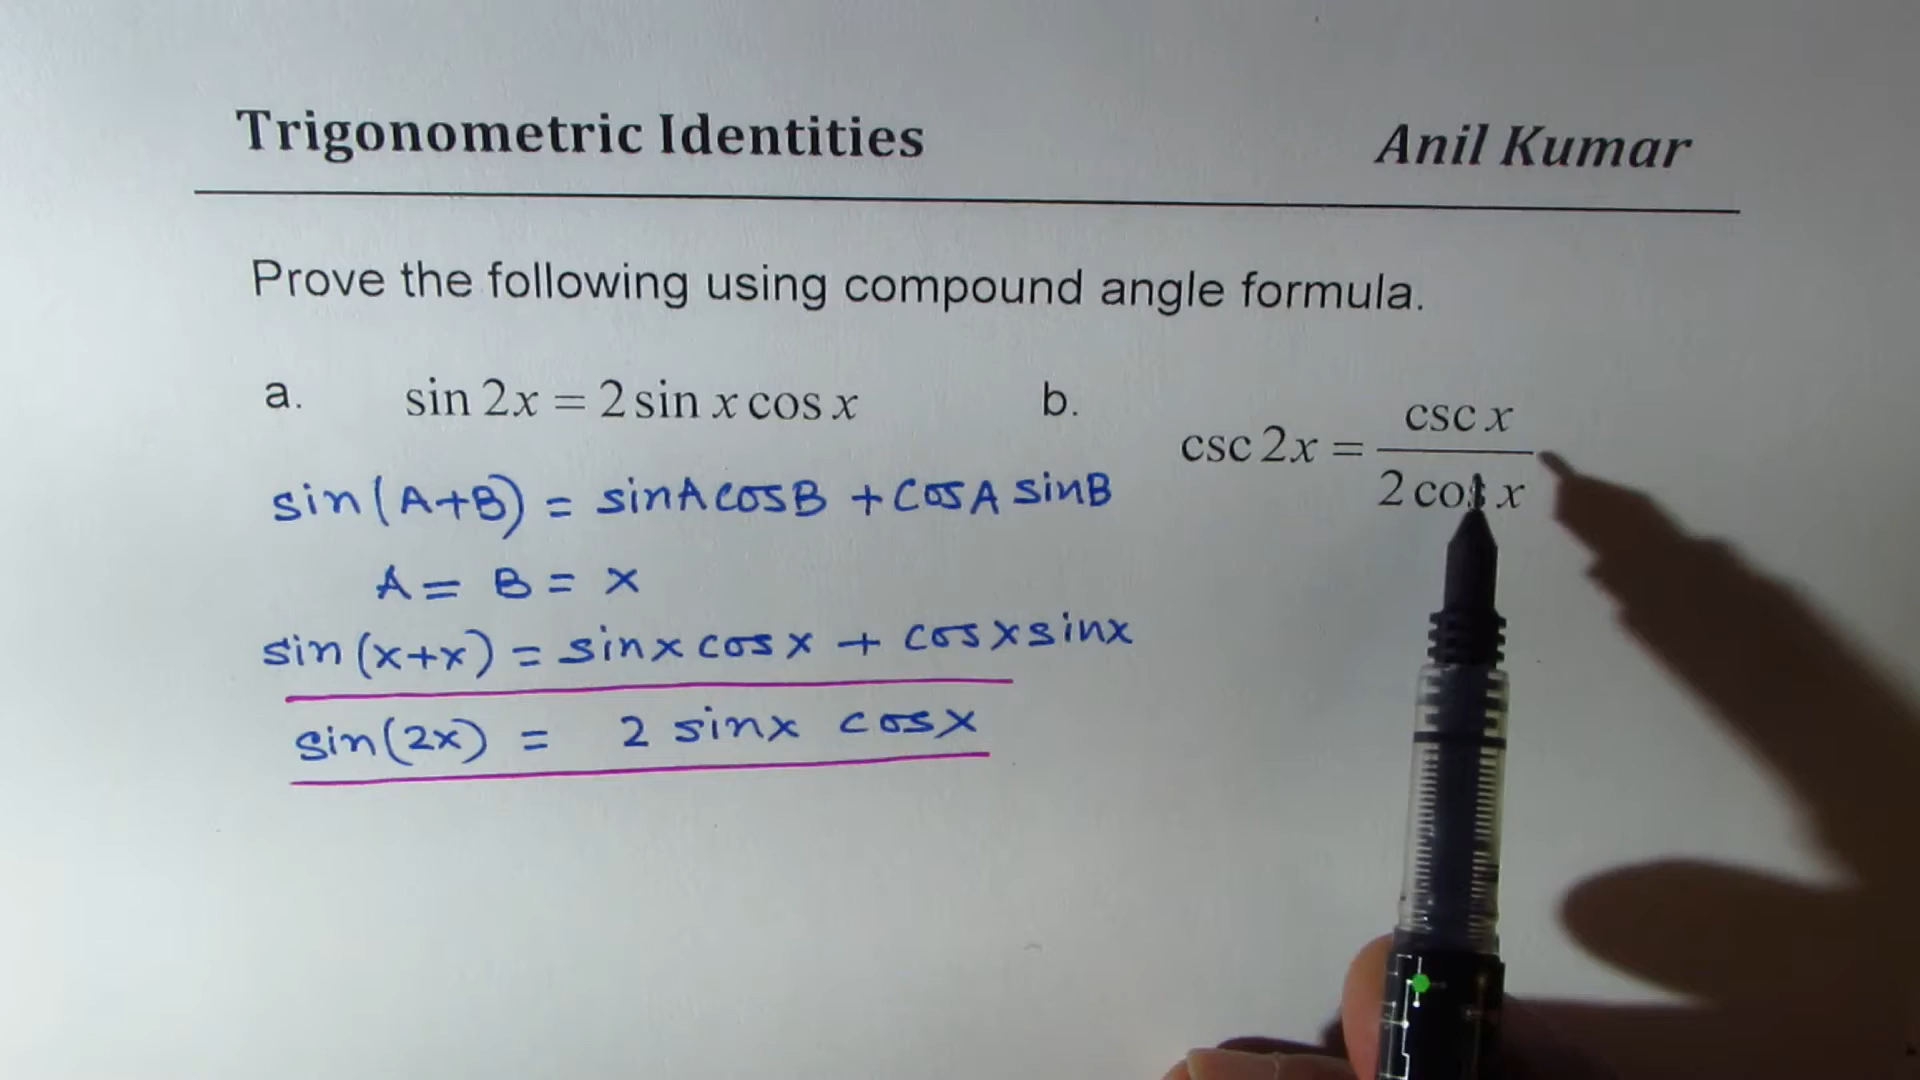 Trigonometric Identities Anil Kumar
Prove the following using compound angle formula.
a. sin 2x = 2 sin x cos x
sin(A+B) = sinA cosB + cosA sinB
A = B = x
sin(x+x) = sinx cosx + cosx sinx
sin(2x) = 2 sinx cosx
b. csc 2x = csc x / 2 cos x